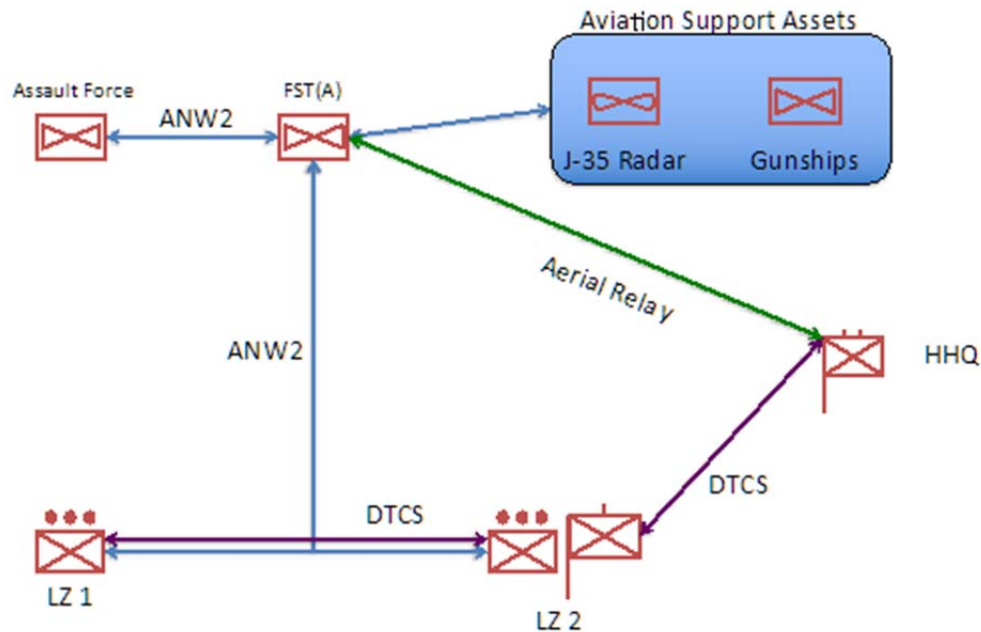 Aviation Support Assets
Assault Force
FST(A)
ANW2
J-35 Radar
Gunships
Aerial Relay
ANW2
HHQ
DTCS
DTCS
LZ 1
LZ 2